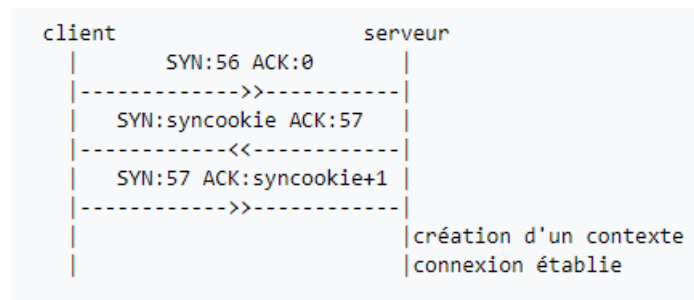 client serveur
| SYN:56 ACK:0 |
|------------->>-----------|
| SYN:syncookie ACK:57 |
|------------<<------------|
| SYN:57 ACK:syncookie+1 |
|------------>>------------|
| |création d'un contexte
| |connexion établie